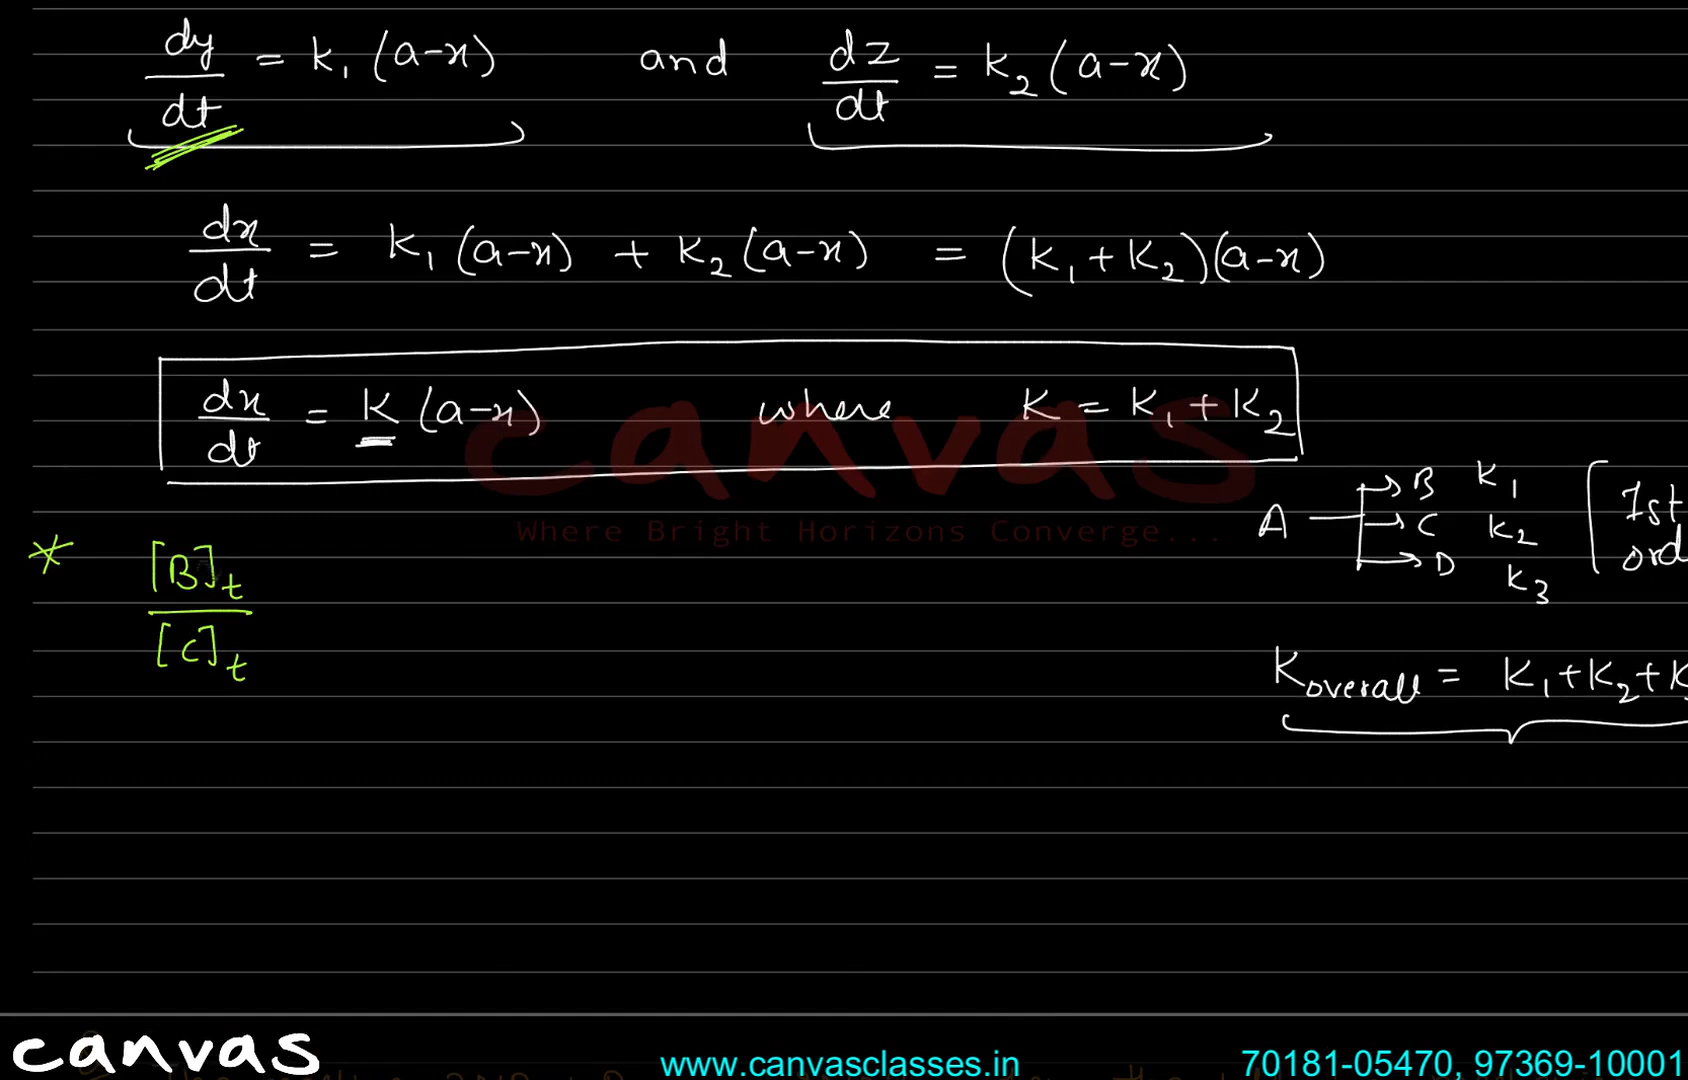 dy/dt = k₁(a-x) and dz/dt = k₂(a-x)
dx/dt = k₁(a-x) + k₂(a-x) = (k₁+k₂)(a-x)
dx/dt = K(a-x) where K = k₁+k₂
canvas
Where Bright Horizons Converge...
A → B K₁
→ C K₂
→ D K₃
[ 1st
ord
* [B]t / [C]t
Koverall = K₁+K₂+K
canvas
www.canvasclasses.in
70181-05470, 97369-10001